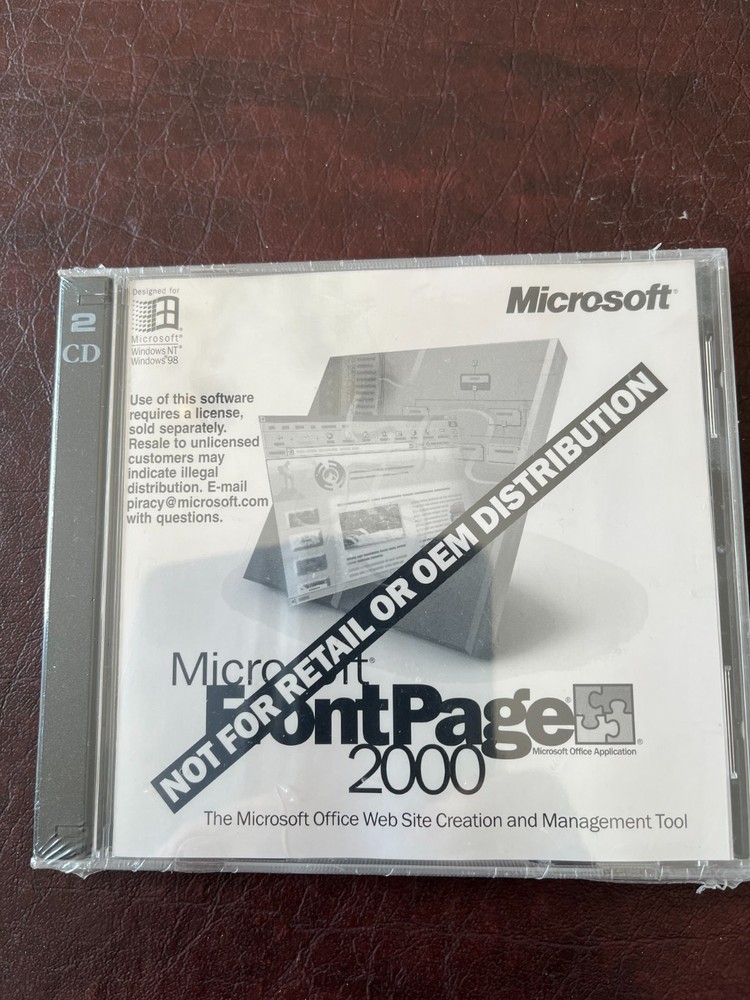 2
CD
Designed for
Microsoft®
Windows NT®
Windows®98
Microsoft®
Use of this software
requires a license,
sold separately.
Resale to unlicensed
customers may
indicate illegal
distribution. E-mail
piracy@microsoft.com
with questions.
NOT FOR RETAIL OR OEM DISTRIBUTION
Microsoft®
FrontPage®
2000
Microsoft Office Application
The Microsoft Office Web Site Creation and Management Tool